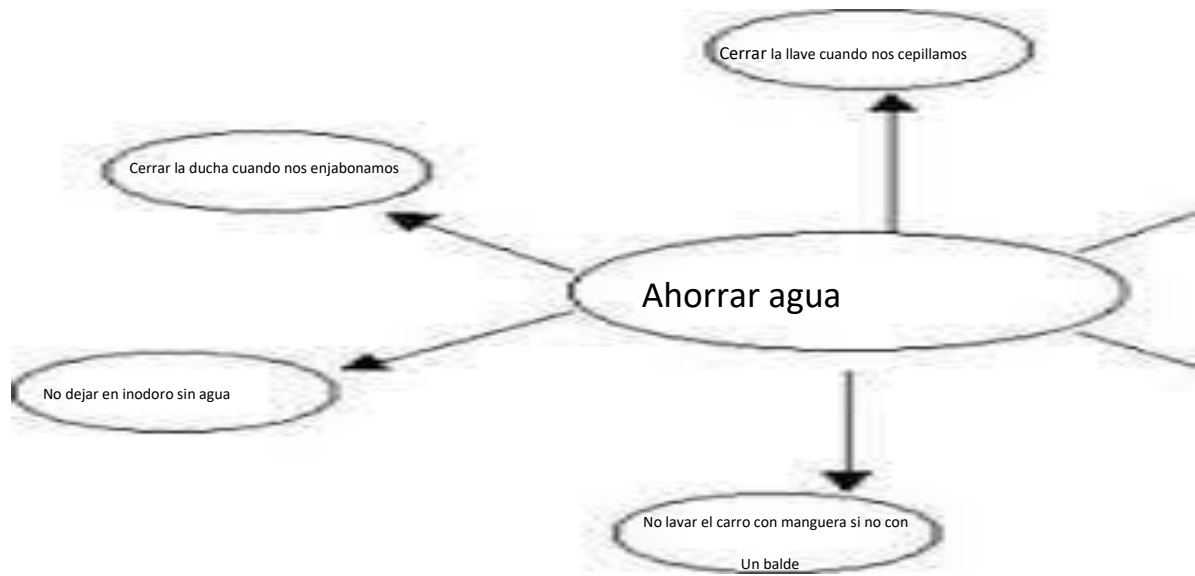 Cerrar la llave cuando nos cepillamos
Cerrar la ducha cuando nos enjabonamos
Ahorrar agua
No dejar en inodoro sin agua
No lavar el carro con manguera si no con
Un balde